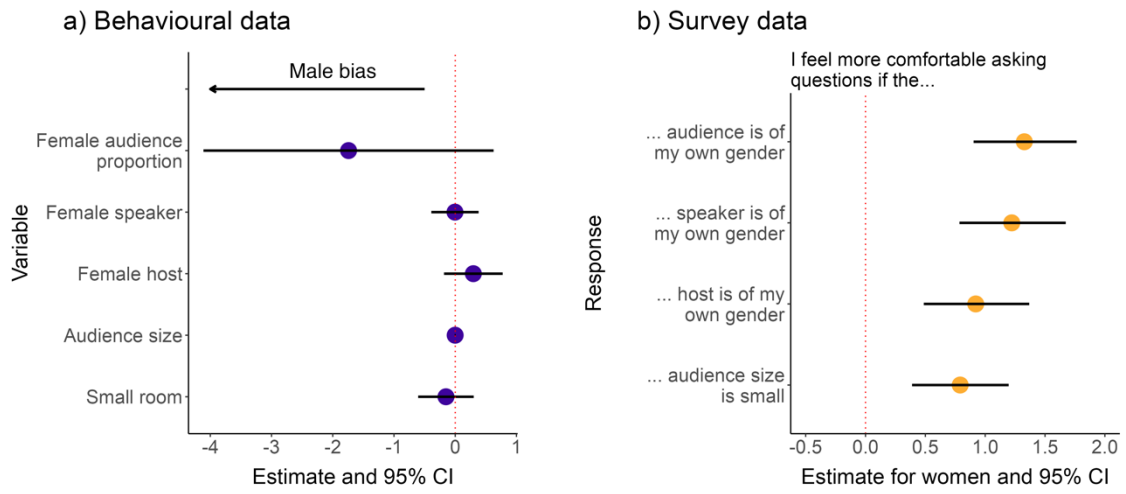 a) Behavioural data
Male bias
Female audience
proportion
Female speaker
Female host
Audience size
Small room
Variable
-4 -3 -2 -1 0 1
Estimate and 95% CI
b) Survey data
I feel more comfortable asking
questions if the...
... audience is of
my own gender
... speaker is of
my own gender
... host is of my
own gender
... audience size
is small
Response
-0.5 0.0 0.5 1.0 1.5 2.0
Estimate for women and 95% CI